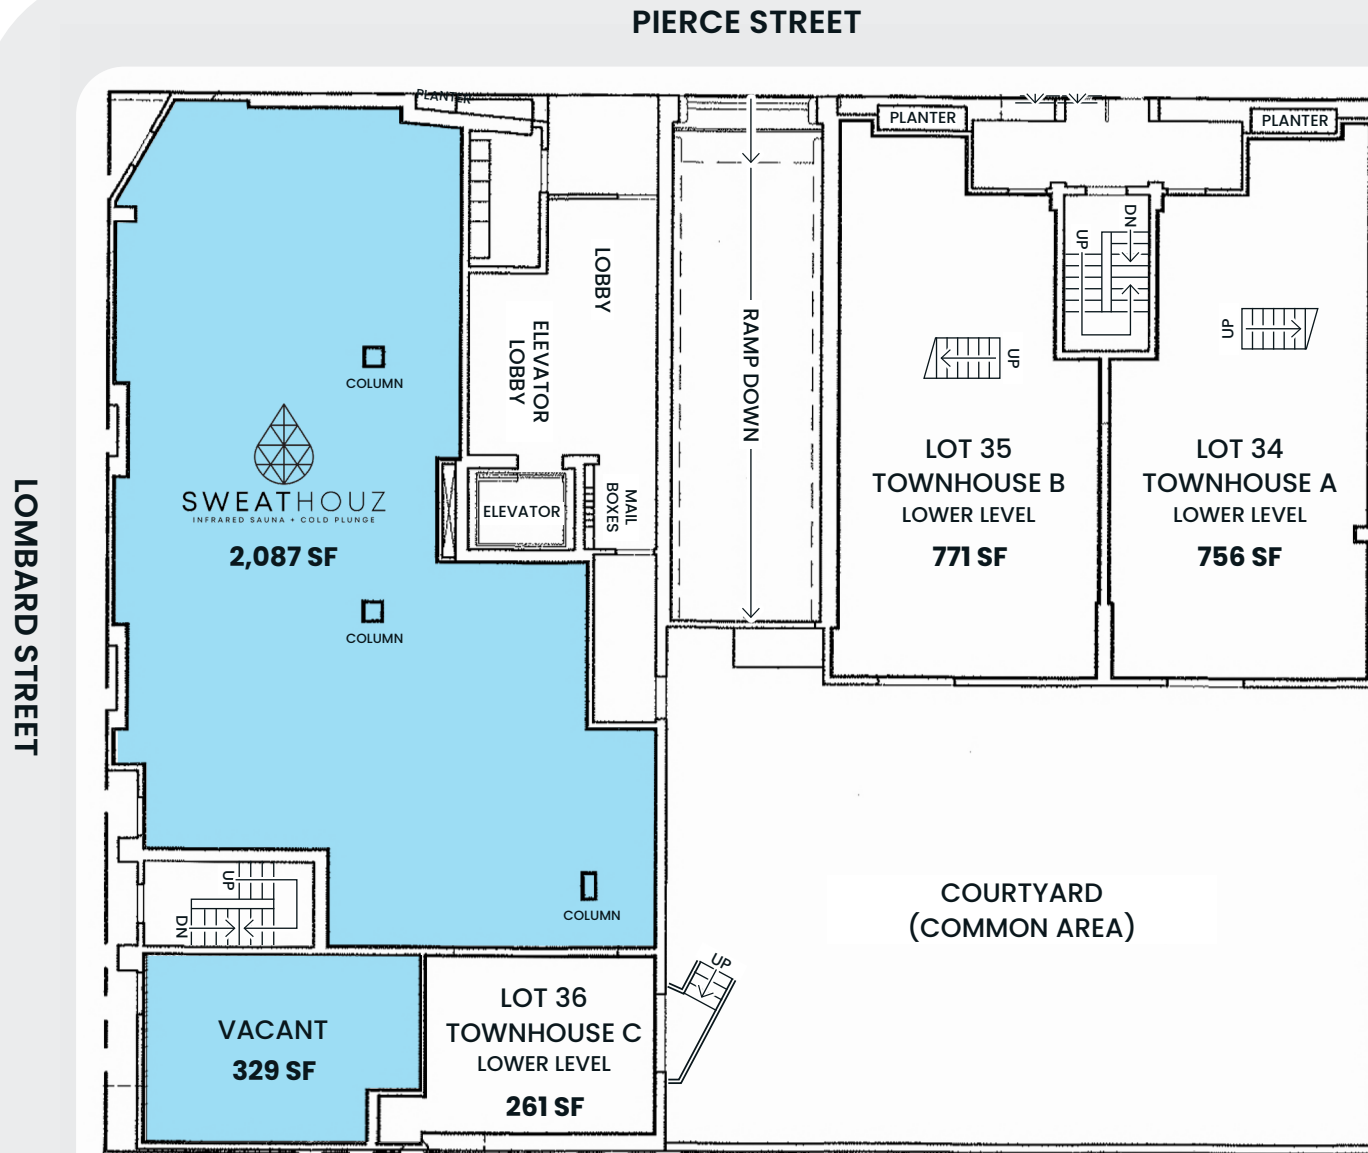 PIERCE STREET
PLANTER
PLANTER
PLANTER
LOBBY
ELEVATOR
LOBBY
RAMP DOWN
UP
DN
UP
UP
COLUMN
SWEATHOUZ
INFRARED SAUNA + COLD PLUNGE
2,087 SF
ELEVATOR
MAIL
BOXES
LOT 35
TOWNHOUSE B
LOWER LEVEL
771 SF
LOT 34
TOWNHOUSE A
LOWER LEVEL
756 SF
LOMBARD STREET
COLUMN
UP
DN
COLUMN
COURTYARD
(COMMON AREA)
UP
VACANT
329 SF
LOT 36
TOWNHOUSE C
LOWER LEVEL
261 SF